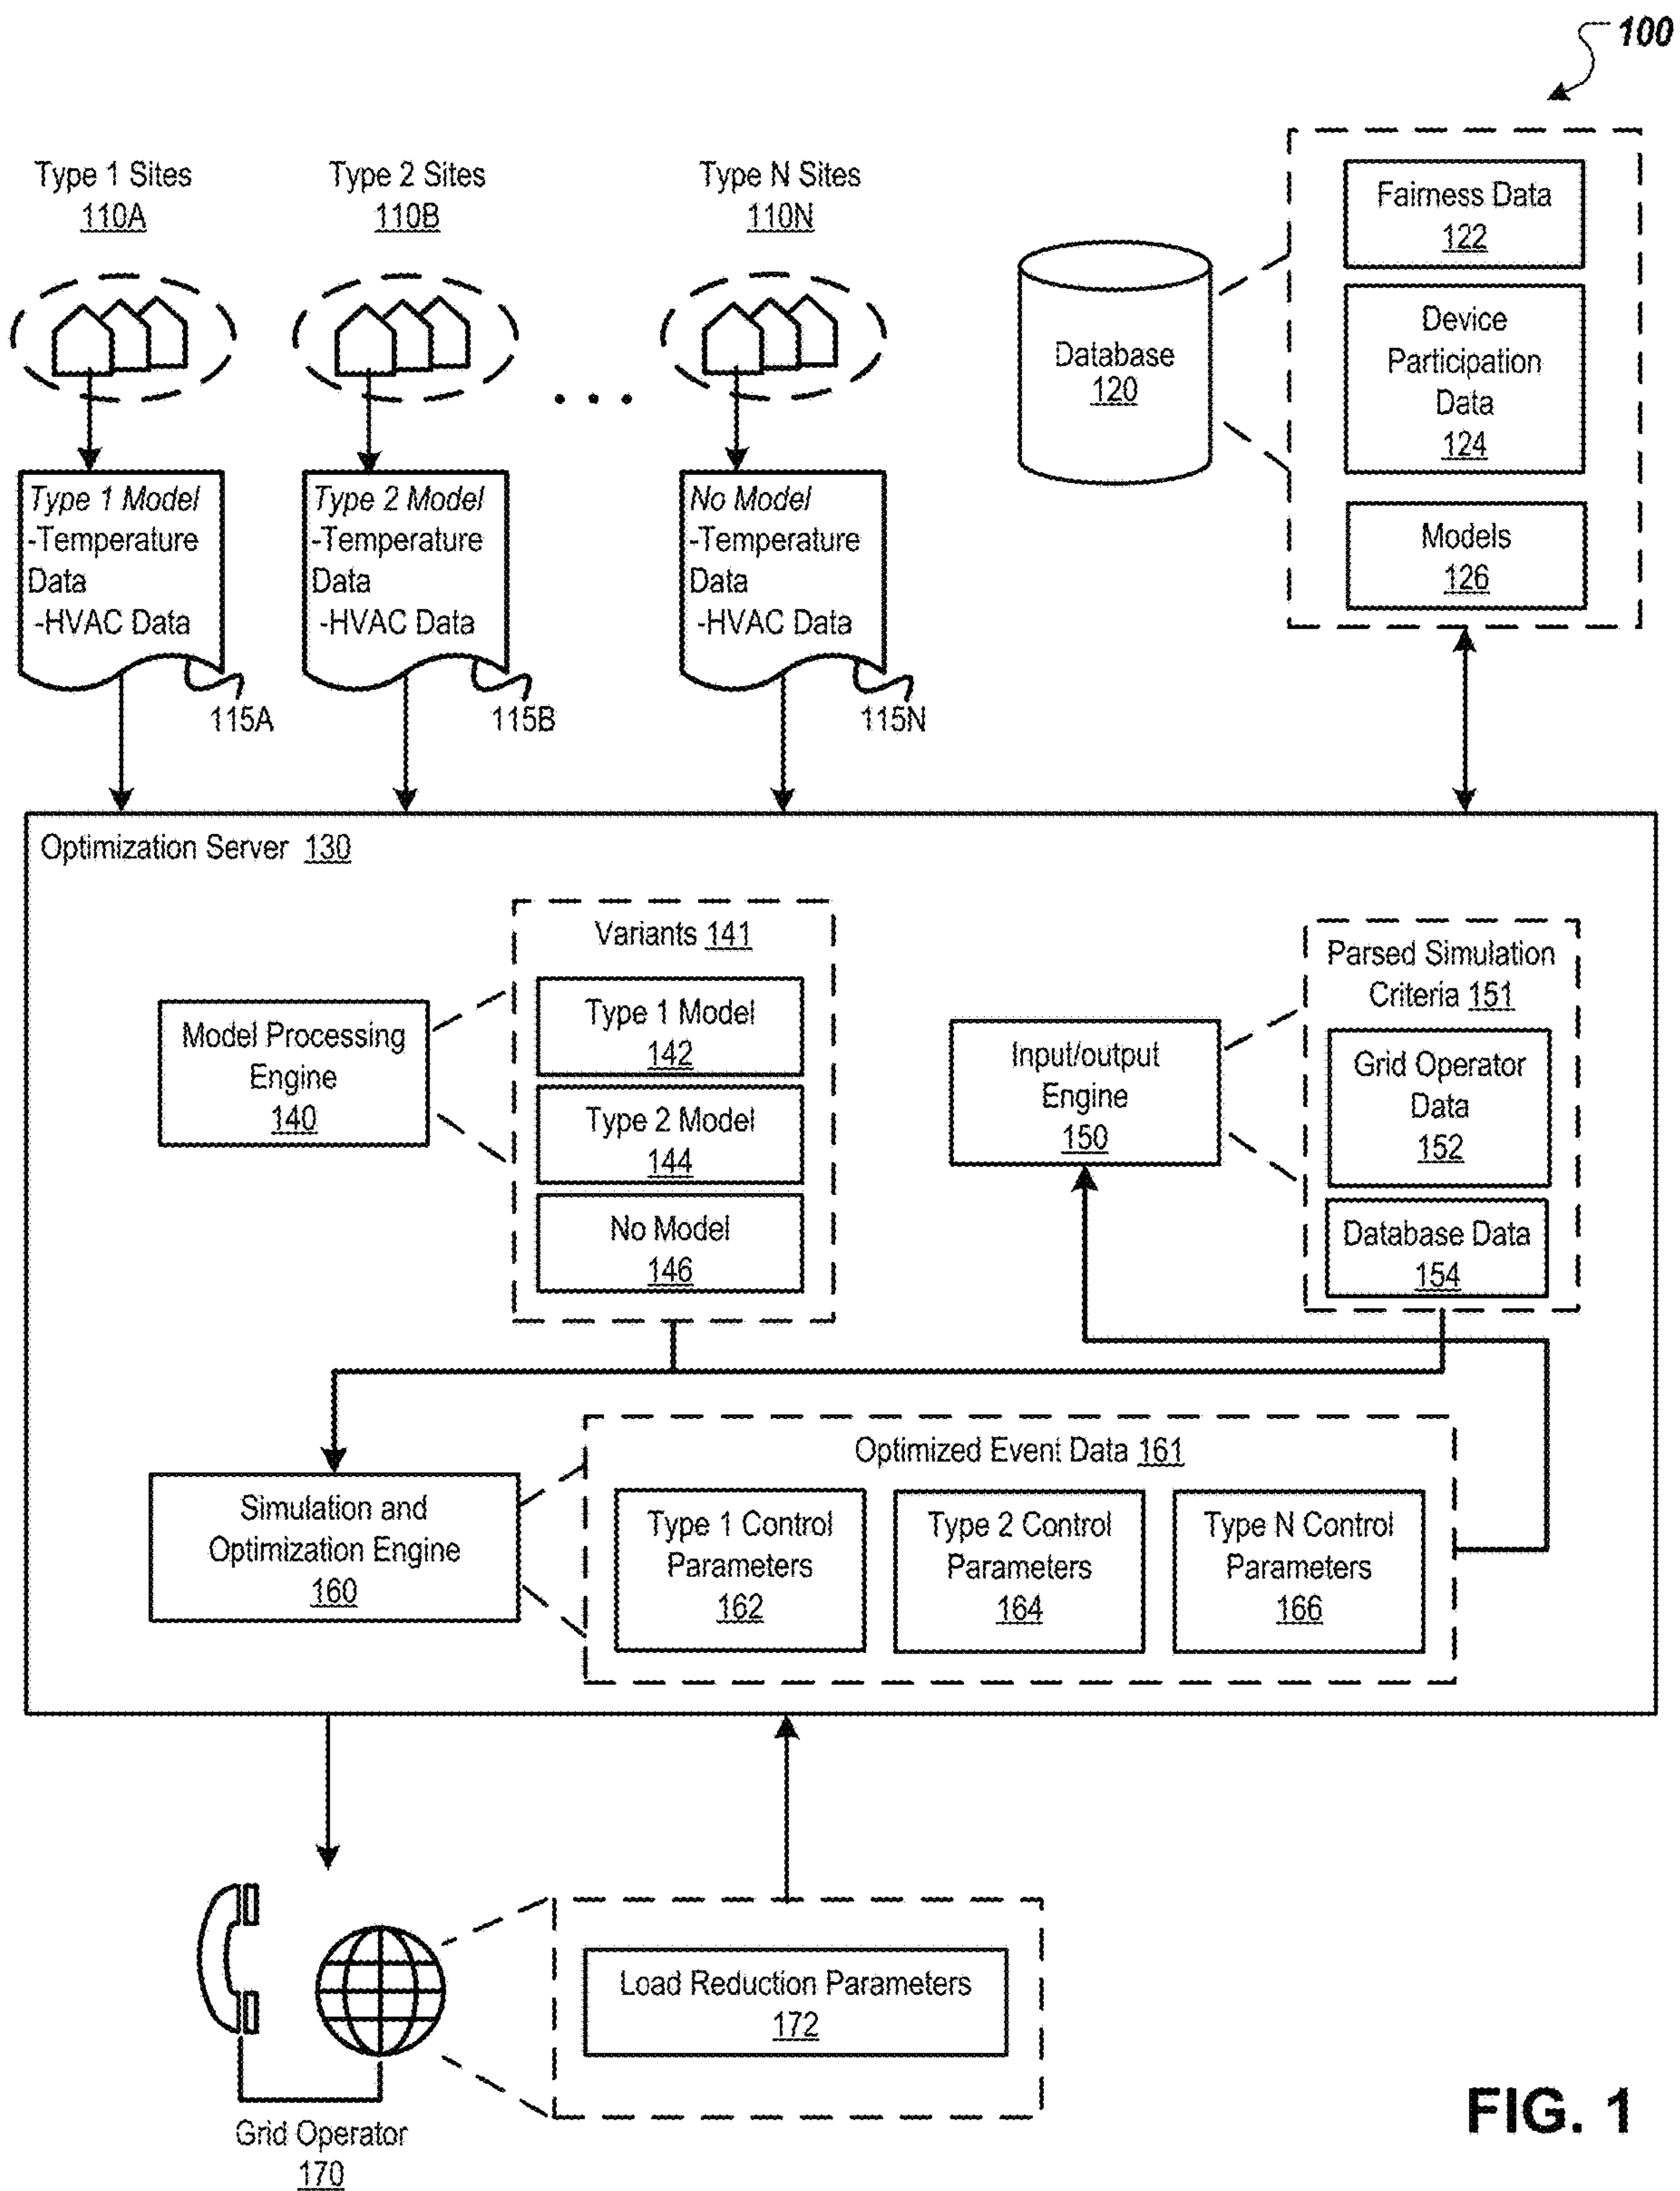 100
Type 1 Sites
110A
Type 2 Sites
110B
Type N Sites
110N
Fairness Data
122
Device
Participation
Data
124
Models
126
Database
120
Type 1 Model
-Temperature
Data
-HVAC Data
115A
Type 2 Model
-Temperature
Data
-HVAC Data
115B
. . .
No Model
-Temperature
Data
-HVAC Data
115N
Optimization Server 130
Model Processing
Engine
140
Variants 141
Type 1 Model
142
Type 2 Model
144
No Model
146
Input/output
Engine
150
Parsed Simulation
Criteria 151
Grid Operator
Data
152
Database Data
154
Simulation and
Optimization Engine
160
Optimized Event Data 161
Type 1 Control
Parameters
162
Type 2 Control
Parameters
164
Type N Control
Parameters
166
Load Reduction Parameters
172
Grid Operator
170
FIG. 1